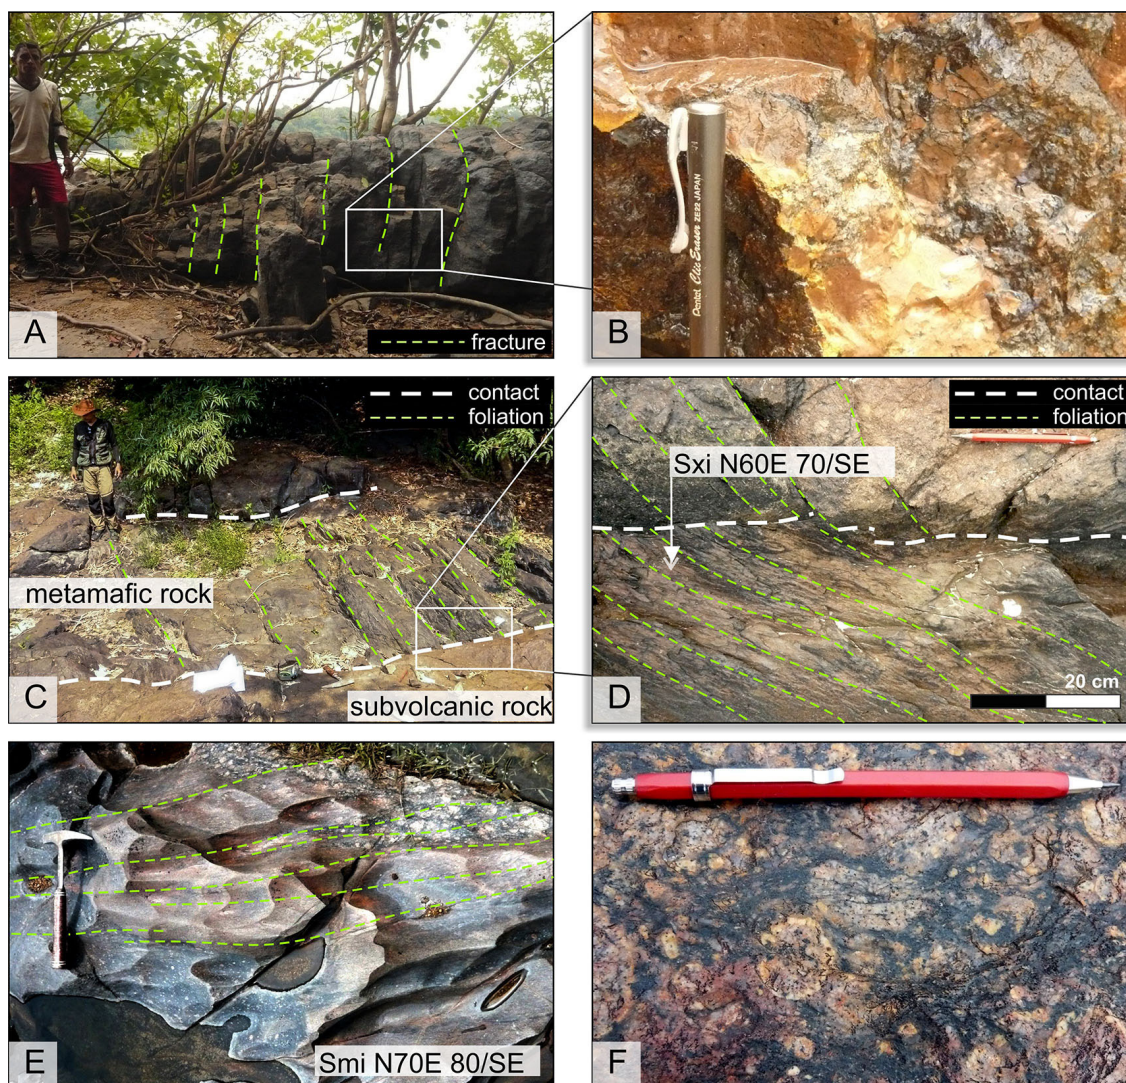 A
fracture
B
Pentel Clic Eraser ZE22 JAPAN
contact
foliation
metamafic rock
C
subvolcanic rock
contact
foliation
Sxi N60E 70/SE
D
20 cm
E
Smi N70E 80/SE
F